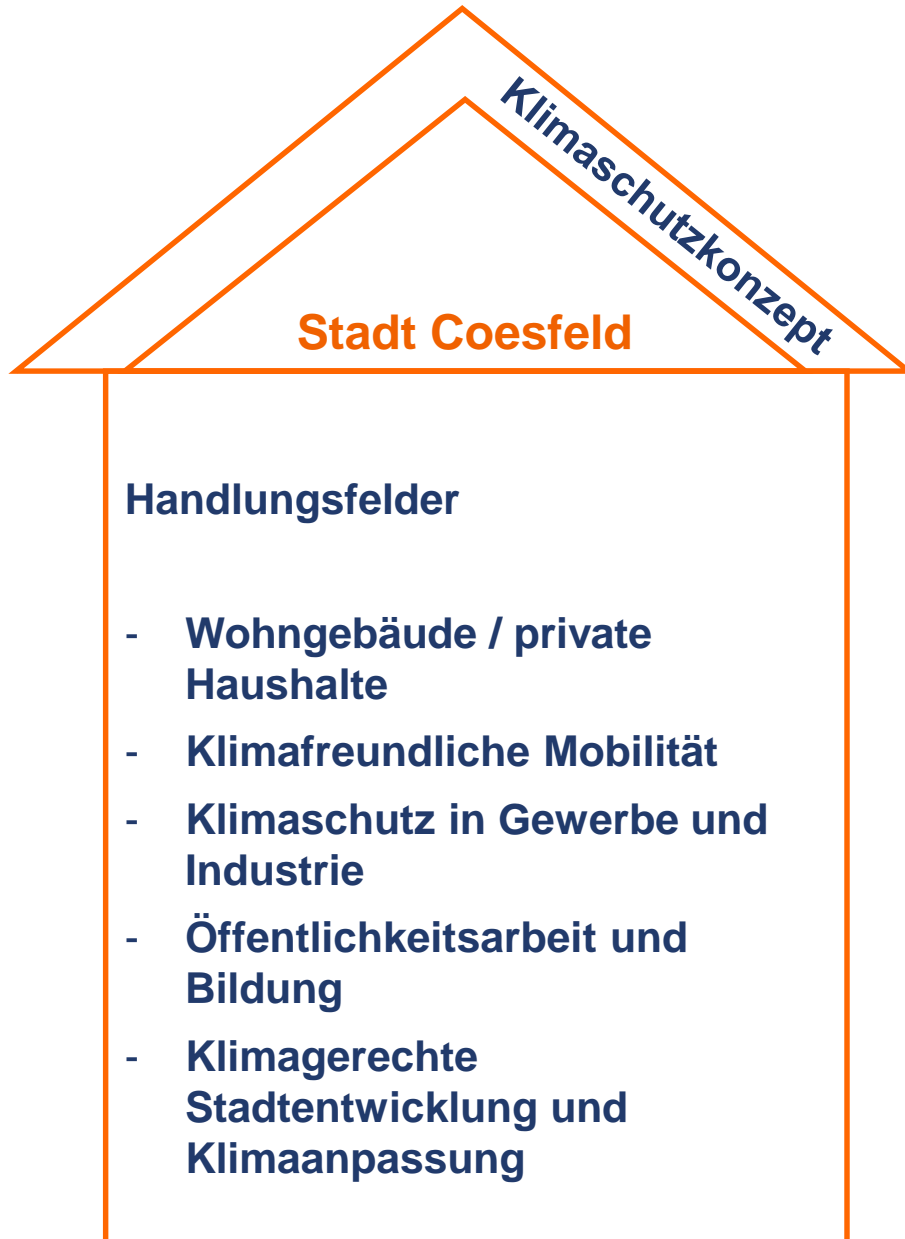 Klimaschutzkonzept
Stadt Coesfeld
Handlungsfelder
- Wohngebäude / private
Haushalte
- Klimafreundliche Mobilität
- Klimaschutz in Gewerbe und
Industrie
- Öffentlichkeitsarbeit und
Bildung
- Klimagerechte
Stadtentwicklung und
Klimaanpassung